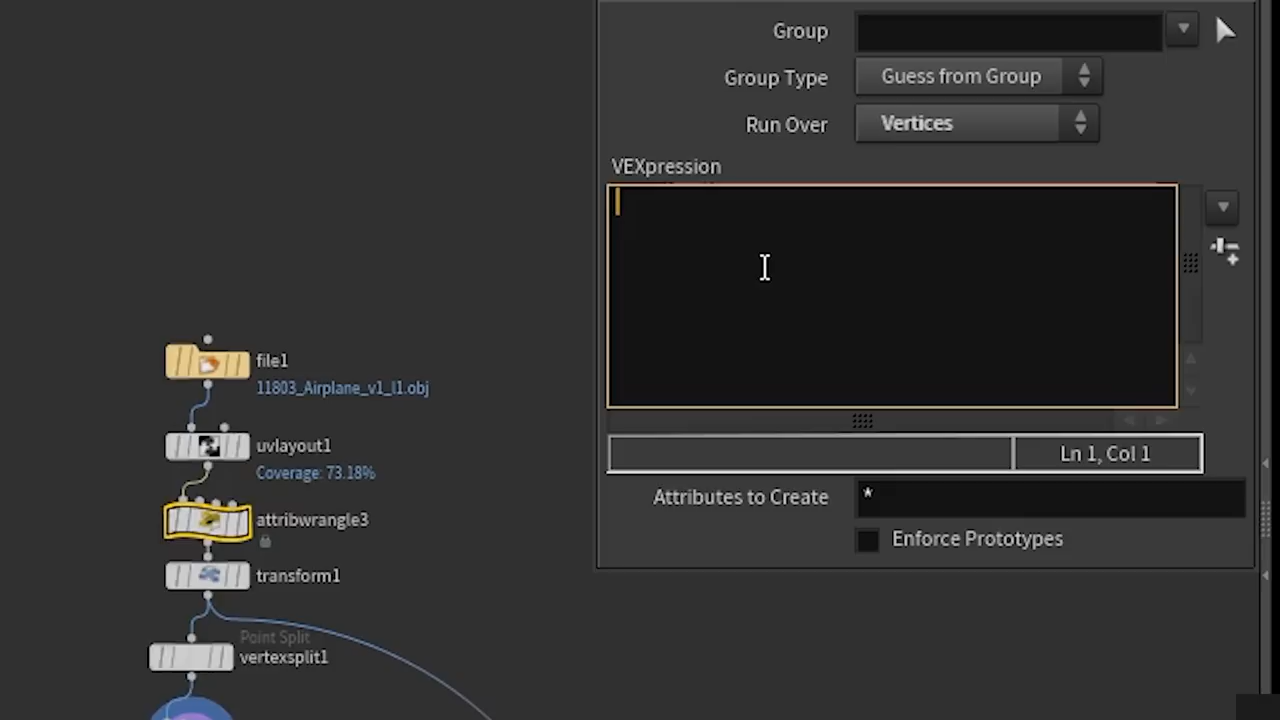 Group
Group Type Guess from Group
Run Over Vertices
VEXpression
Ln 1, Col 1
Attributes to Create *
Enforce Prototypes
file1
11803_Airplane_v1_l1.obj
uvlayout1
Coverage: 73.18%
attribwrangle3
transform1
Point Split
vertexsplit1